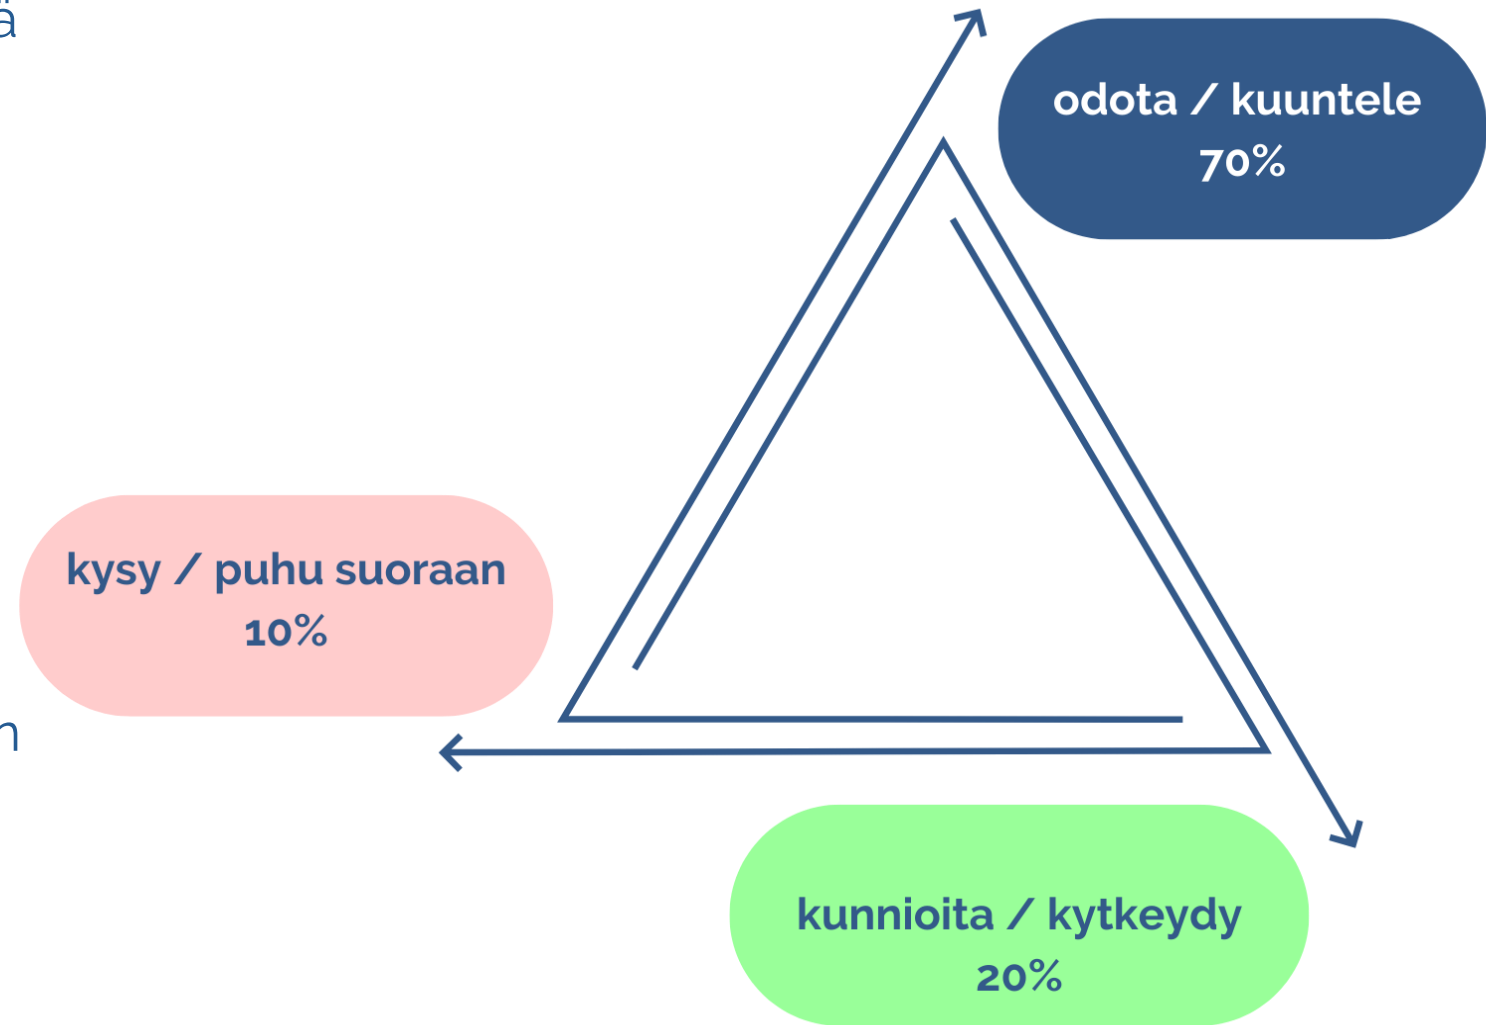 ä
odota / kuuntele
70%
kysy / puhu suoraan
10%
n
kunnioita / kytkeydy
20%